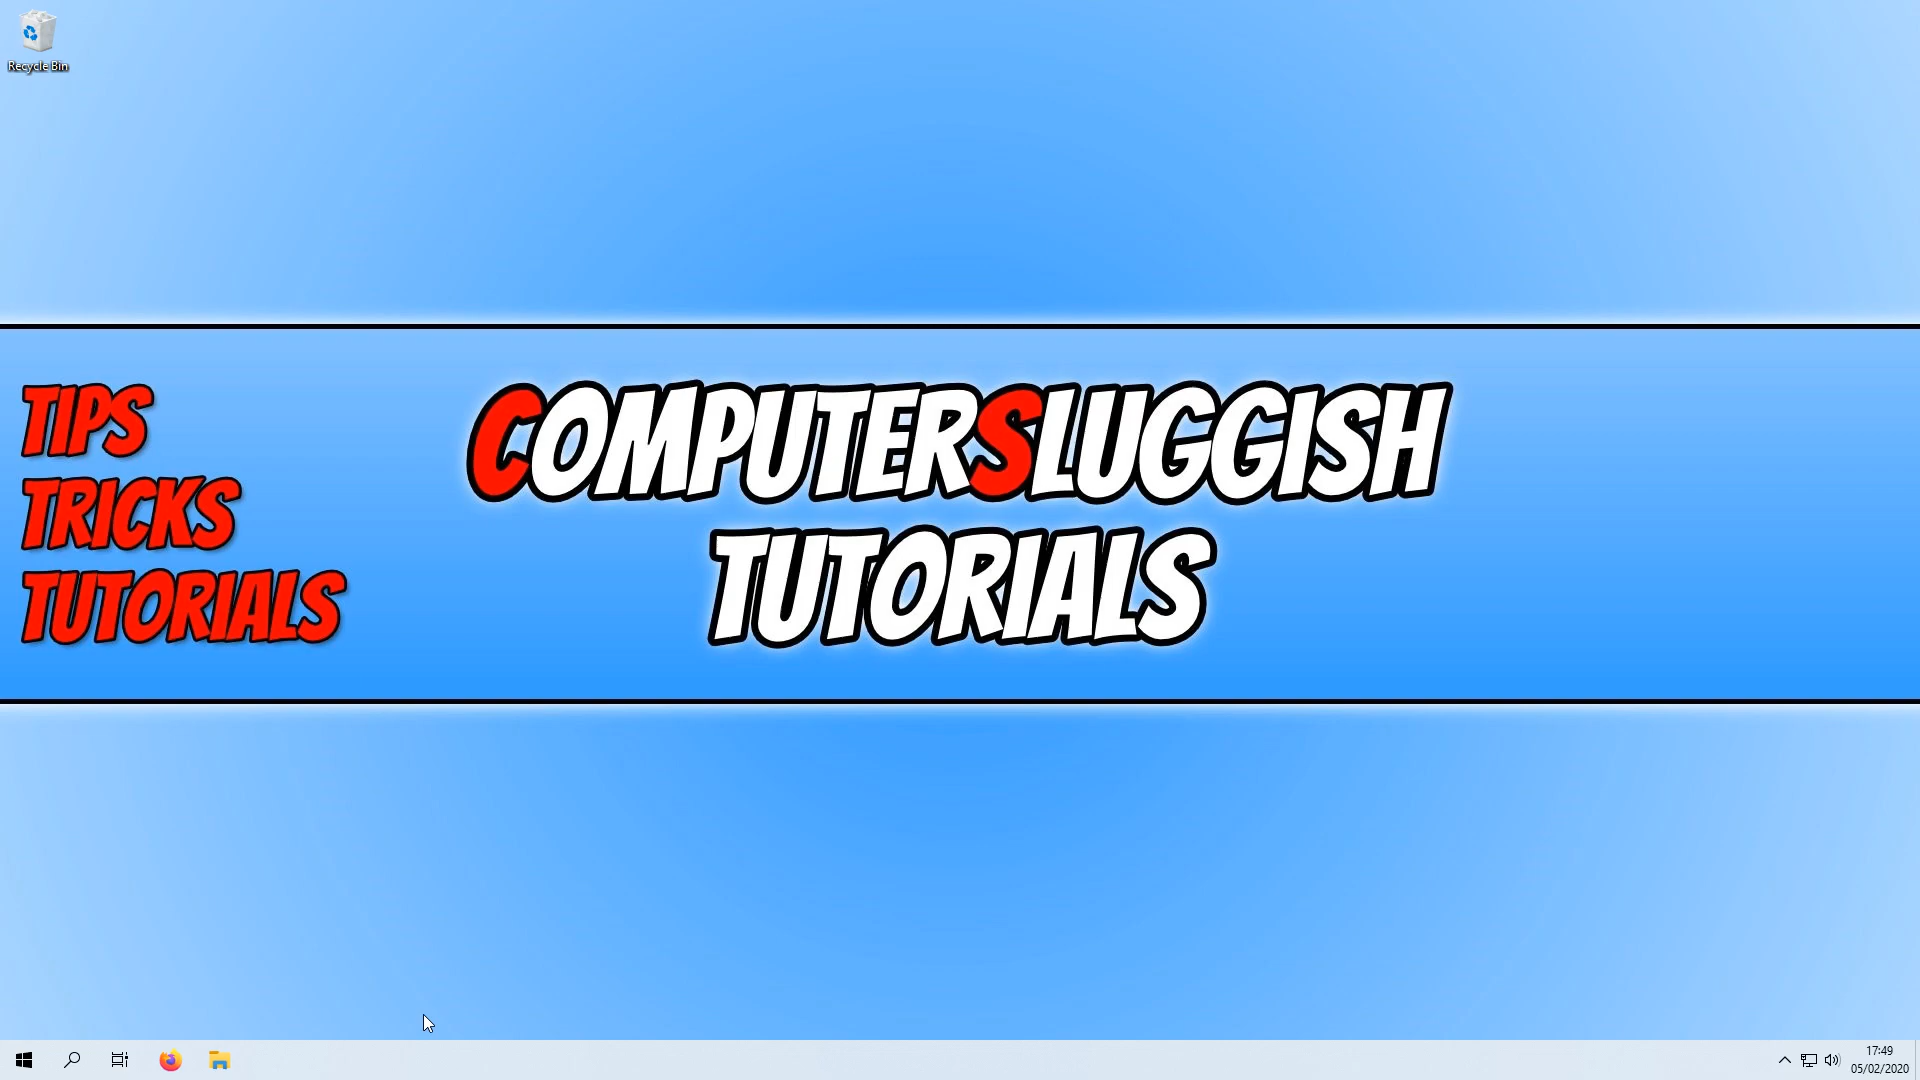 Recycle Bin
TIPS
TRICKS
TUTORIALS
COMPUTERSLUGGISH
TUTORIALS
17:49
05/02/2020